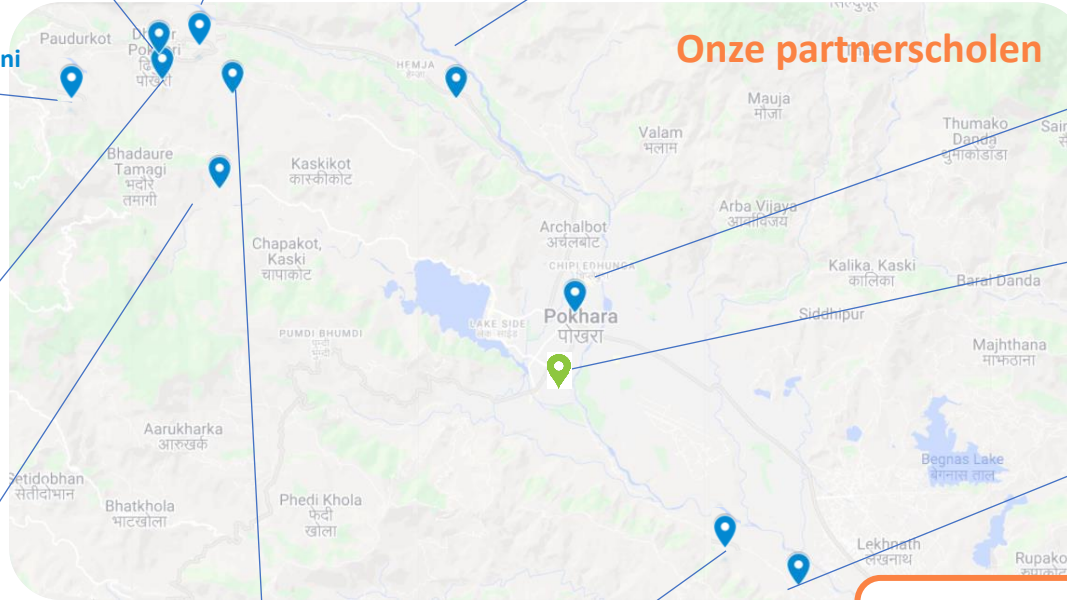 Onze partnerscholen
ni
Paudurkot
HEMJA
Mauja
मौजा
Valam
भलाम
Thumako
Danda
थुमाकोडाँडा
Bhadaure
Tamagi
भदौरे
तमागी
Kaskikot
कास्कीकोट
Arba Vijaya
आर्वाविजय
Archalbot
अर्चलबोट
Chapakot,
Kaski
चापाकोट
CHIPLEDHUNGA
Kalika, Kaski
कालिका
Baral Danda
Pokhara
पोखरा
LAKE SIDE
Siddhipur
PUMDI BHUMDI
Majhthana
माझठाना
Aarukharka
आरुखर्क
Begnas Lake
बेगनास ताल
Setidobhan
सेतीदोभान
Bhatkhola
भाटखोला
Phedi Khola
फेदी
खोला
Lekhnath
लेखनाथ
Rupako